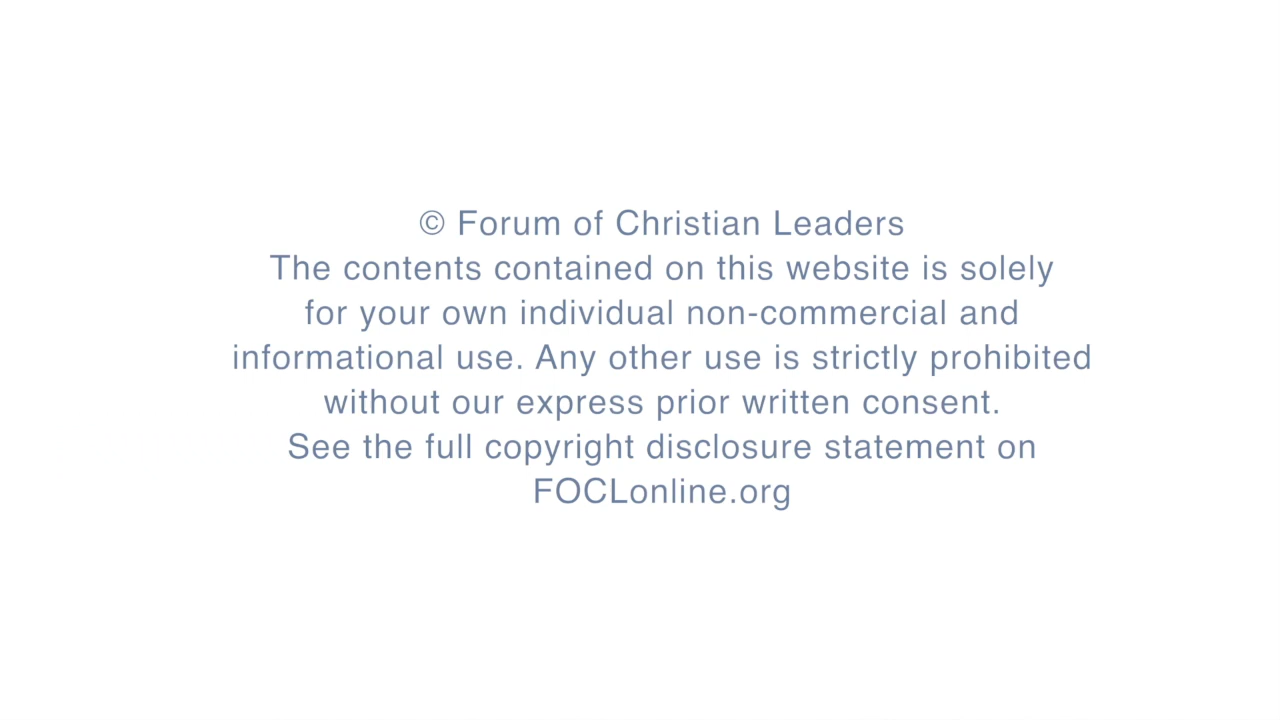 © Forum of Christian Leaders
The contents contained on this website is solely
for your own individual non-commercial and
informational use. Any other use is strictly prohibited
without our express prior written consent.
See the full copyright disclosure statement on
FOCLonline.org